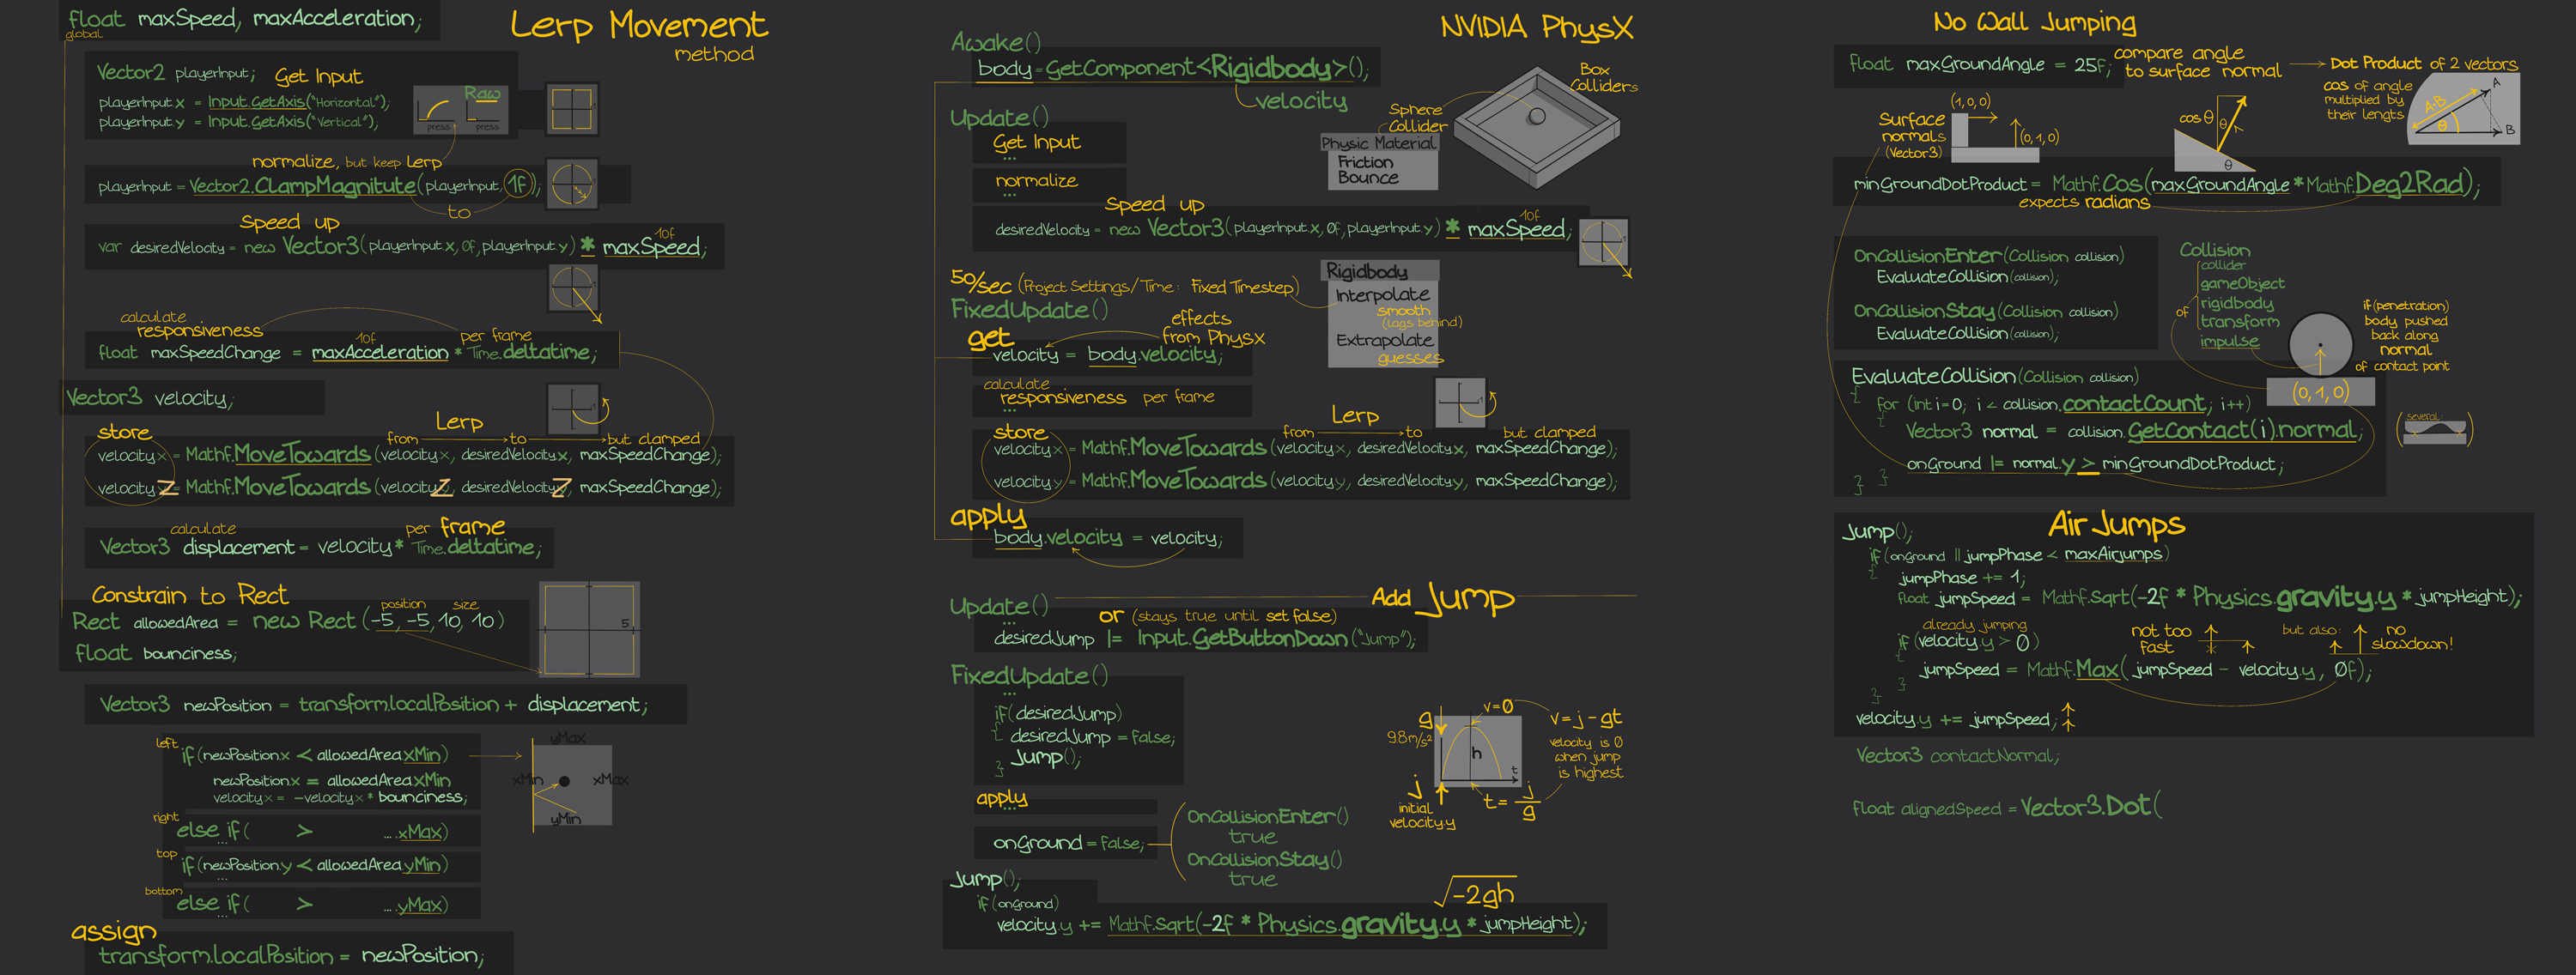 float maxSpeed, maxAcceleration;
global
Lerp Movement
method
Vector2 playerInput;
Get Input
playerInput.x = Input.GetAxis("Horizontal");
playerInput.y = Input.GetAxis("Vertical");
Raw
press
press
normalize, but keep Lerp
playerInput = Vector2.ClampMagnitute(playerInput, 1f);
to
Speed up
10f
var desiredVelocity = new Vector3(playerInput.x, 0f, playerInput.y) * maxSpeed;
calculate
responsiveness
10f
per frame
float maxSpeedChange = maxAcceleration * Time.deltatime;
Vector3 velocity;
Lerp
store
from
to
but clamped
velocity.x = Mathf.MoveTowards(velocity.x, desiredVelocity.x, maxSpeedChange);
velocity.z = Mathf.MoveTowards(velocity.z, desiredVelocity.z, maxSpeedChange);
calculate
per frame
Vector3 displacement = velocity * Time.deltatime;
Constrain to Rect
position
size
Rect allowedArea = new Rect (-5, -5, 10, 10)
5
float bounciness;
Vector3 newPosition = transform.localPosition + displacement;
left
if(newPosition.x < allowedArea.xMin)
newPosition.x = allowedArea.xMin
velocity.x = -velocity.x * bounciness;
yMax
xMin
xMax
yMin
right
else if( > ....xMax)
...
top
if(newPosition.y < allowedArea.yMin)
...
bottom
else if( > ....yMax)
...
assign
transform.localPosition = newPosition;
NVIDIA PhysX
Awake()
body = GetComponent<Rigidbody>();
velocity
Box
Colliders
Sphere
Collider
Physic Material
Friction
Bounce
Update()
Get Input
...
normalize
...
Speed up
10f
desiredVelocity = new Vector3(playerInput.x, 0f, playerInput.y) * maxSpeed;
50/sec (Project Settings/Time: Fixed Timestep)
FixedUpdate()
Rigidbody
Interpolate
smooth
(lags behind)
Extrapolate
guesses
get
effects
from PhysX
velocity = body.velocity;
calculate
responsiveness per frame
...
Lerp
store
from
to
but clamped
velocity.x = Mathf.MoveTowards(velocity.x, desiredVelocity.x, maxSpeedChange);
velocity.y = Mathf.MoveTowards(velocity.y, desiredVelocity.y, maxSpeedChange);
apply
body.velocity = velocity;
Add Jump
Update()
or (stays true until set false)
desiredJump |= Input.GetButtonDown("Jump");
FixedUpdate()
...
if(desiredJump)
{ desiredJump = false;
Jump();
}
g
9.8m/s²
v=0
v = j - gt
velocity is 0
when jump
is highest
h
t
j
initial
velocity.y
t = j/g
apply
...
onGround = false;
OnCollisionEnter()
true
OnCollisionStay()
true
Jump();
if(onGround)
√-2gh
velocity.y += Mathf.Sqrt(-2f * Physics.gravity.y * jumpHeight);
No Wall Jumping
float maxGroundAngle = 25f;
compare angle
to surface normal
Dot Product of 2 vectors
cos of angle
multiplied by
their lengts
A
A·B
θ
B
Surface
normals
(Vector3)
(1, 0, 0)
(0, 1, 0)
cos θ
θ
1
θ
minGroundDotProduct = Mathf.Cos(maxGroundAngle * Mathf.Deg2Rad);
expects radians
OnCollisionEnter(Collision collision)
EvaluateCollision(collision);
OnCollisionStay(Collision collision)
EvaluateCollision(collision);
Collision
collider
gameObject
rigidbody
transform
impulse
of
if(penetration)
body pushed
back along
normal
of contact point
(0, 1, 0)
EvaluateCollision(Collision collision)
{
for (int i=0; i < collision.contactCount; i++)
{
Vector3 normal = collision.GetContact(i).normal;
(several:)
onGround |= normal.y > minGroundDotProduct;
} }
Air Jumps
Jump();
if(onGround || jumpPhase < maxAirjumps)
{
jumpPhase += 1;
float jumpSpeed = Mathf.Sqrt(-2f * Physics.gravity.y * jumpHeight);
already jumping
if(velocity.y > 0)
{
not too
fast
but also:
no
slowdown!
jumpSpeed = Mathf.Max(jumpSpeed - velocity.y, 0f);
} }
velocity.y += jumpSpeed;
Vector3 contactNormal;
float alignedSpeed = Vector3.Dot(